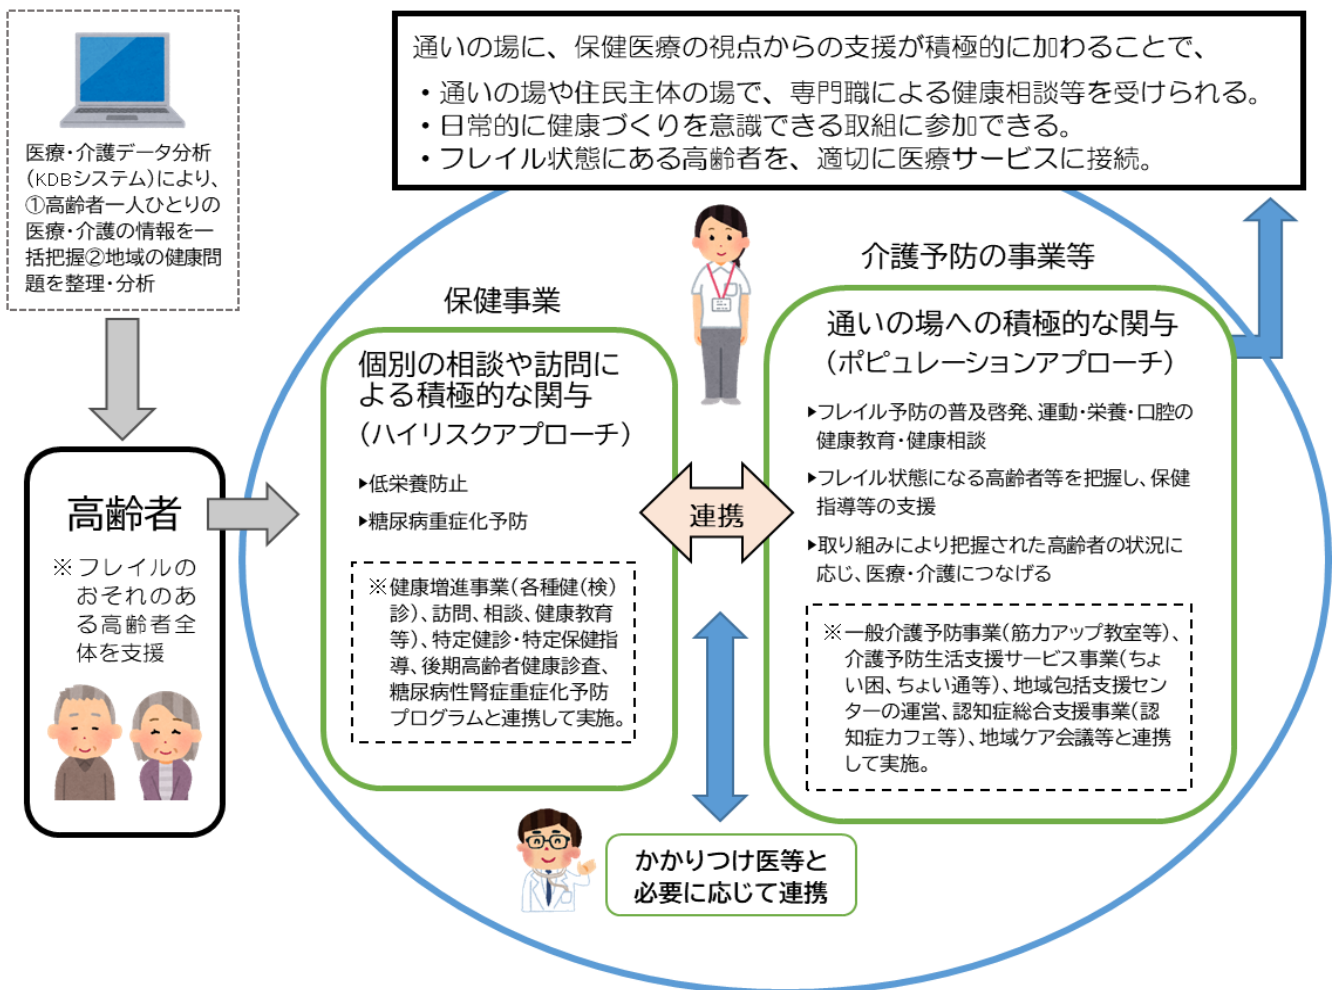 医療・介護データ分析
(KDBシステム)により、
①高齢者一人ひとりの
医療・介護の情報を一
括把握②地域の健康問
題を整理・分析
通いの場に、保健医療の視点からの支援が積極的に加わることで、
・通いの場や住民主体の場で、専門職による健康相談等を受けられる。
・日常的に健康づくりを意識できる取組に参加できる。
・フレイル状態にある高齢者を、適切に医療サービスに接続。
高齢者
※フレイルの
おそれのあ
る高齢者全
体を支援
保健事業
個別の相談や訪問に
よる積極的な関与
(ハイリスクアプローチ)
▶低栄養防止
▶糖尿病重症化予防
※健康増進事業(各種健(検)
診)、訪問、相談、健康教育
等)、特定健診・特定保健指
導、後期高齢者健康診査、
糖尿病性腎症重症化予防
プログラムと連携して実施。
連携
介護予防の事業等
通いの場への積極的な関与
(ポピュレーションアプローチ)
▶フレイル予防の普及啓発、運動・栄養・口腔の
健康教育・健康相談
▶フレイル状態になる高齢者等を把握し、保健
指導等の支援
▶取り組みにより把握された高齢者の状況に
応じ、医療・介護につなげる
※一般介護予防事業(筋力アップ教室等)、
介護予防生活支援サービス事業(ちょ
い困、ちょい通等)、地域包括支援セン
ターの運営、認知症総合支援事業(認
知症カフェ等)、地域ケア会議等と連携
して実施。
かかりつけ医等と
必要に応じて連携